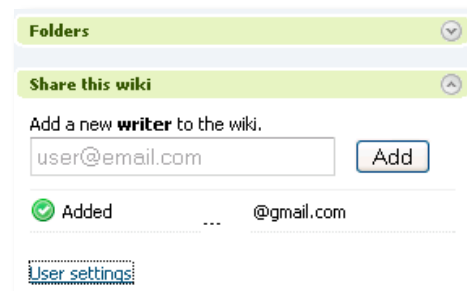 Folders
Share this wiki
Add a new writer to the wiki.
user@email.com Add
Added ... @gmail.com
User settings